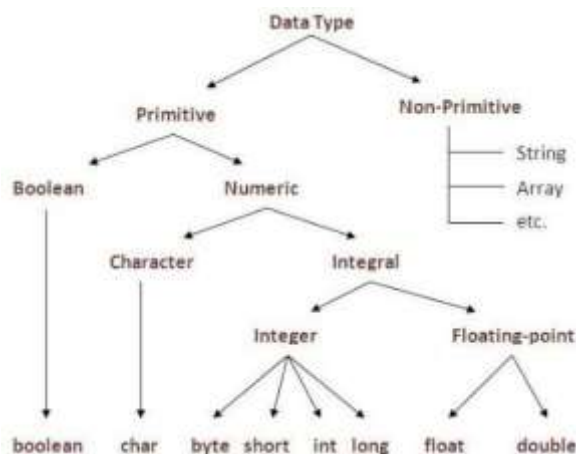 Data Type
Primitive
Non-Primitive
String
Boolean
Numeric
Array
etc.
Character
Integral
Integer
Floating-point
boolean char byte short int long float double